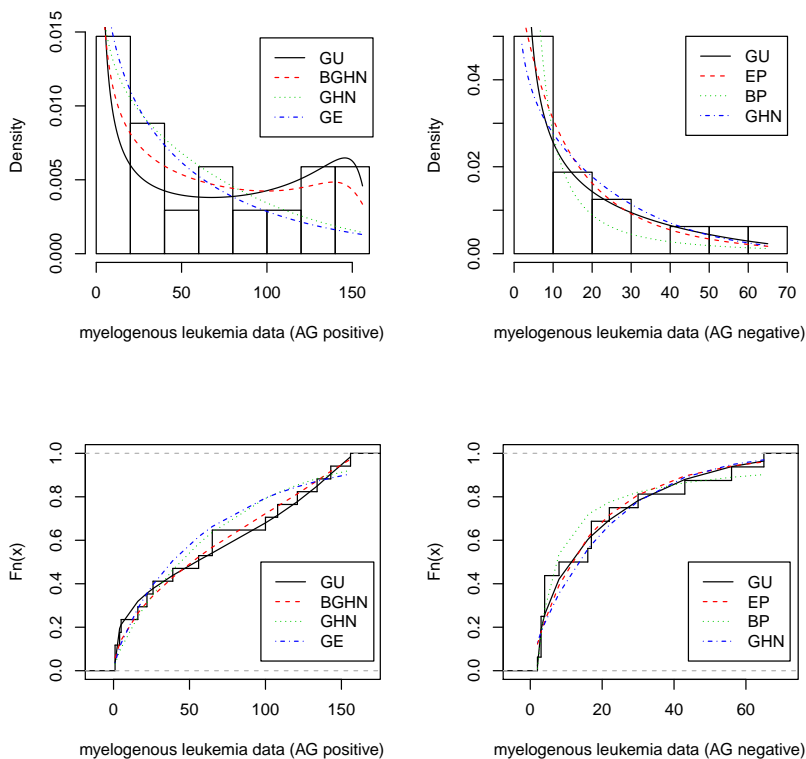 0.000 0.005 0.010 0.015
Density
GU
BGHN
GHN
GE
0 50 100 150
myelogenous leukemia data (AG positive)
0.00 0.02 0.04
Density
GU
EP
BP
GHN
0 10 20 30 40 50 60 70
myelogenous leukemia data (AG negative)
0.0 0.2 0.4 0.6 0.8 1.0
Fn(x)
GU
BGHN
GHN
GE
0 50 100 150
myelogenous leukemia data (AG positive)
0.0 0.2 0.4 0.6 0.8 1.0
Fn(x)
GU
EP
BP
GHN
0 20 40 60
myelogenous leukemia data (AG negative)